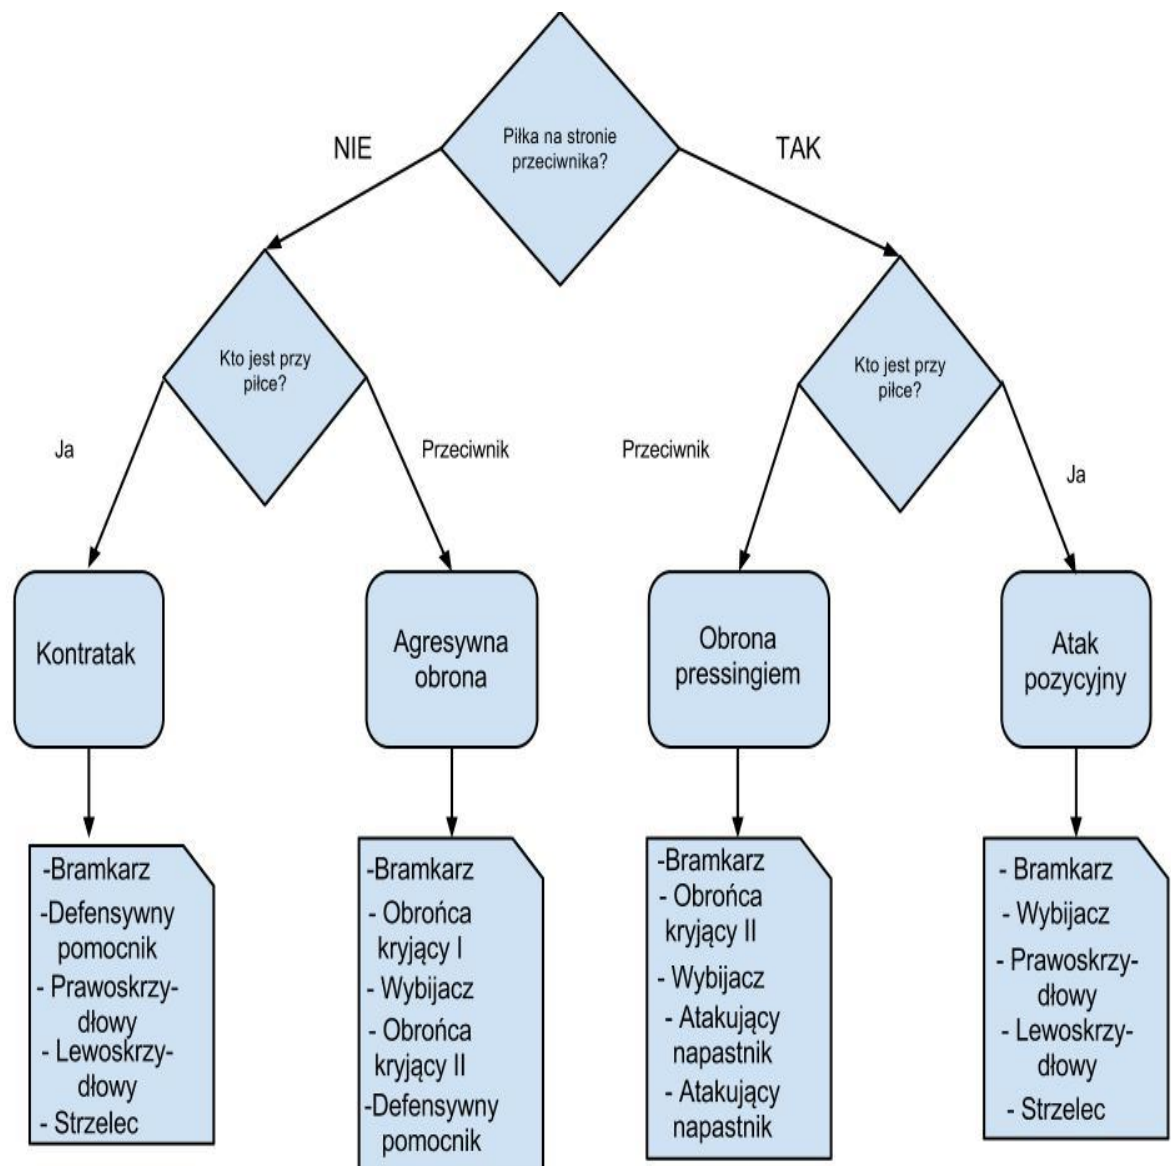 Piłka na stronie
przeciwnika?
NIE
TAK
Kto jest przy
piłce?
Kto jest przy
piłce?
Ja
Przeciwnik
Przeciwnik
Ja
Kontratak
Agresywna
obrona
Obrona
pressingiem
Atak
pozycyjny
-Bramkarz
-Defensywny
pomocnik
- Prawoskrzy-
dłowy
- Lewoskrzy-
dłowy
- Strzelec
-Bramkarz
- Obrońca
kryjący I
- Wybijacz
- Obrońca
kryjący II
-Defensywny
pomocnik
-Bramkarz
- Obrońca
kryjący II
- Wybijacz
- Atakujący
napastnik
- Atakujący
napastnik
- Bramkarz
- Wybijacz
- Prawoskrzy-
dłowy
- Lewoskrzy-
dłowy
- Strzelec